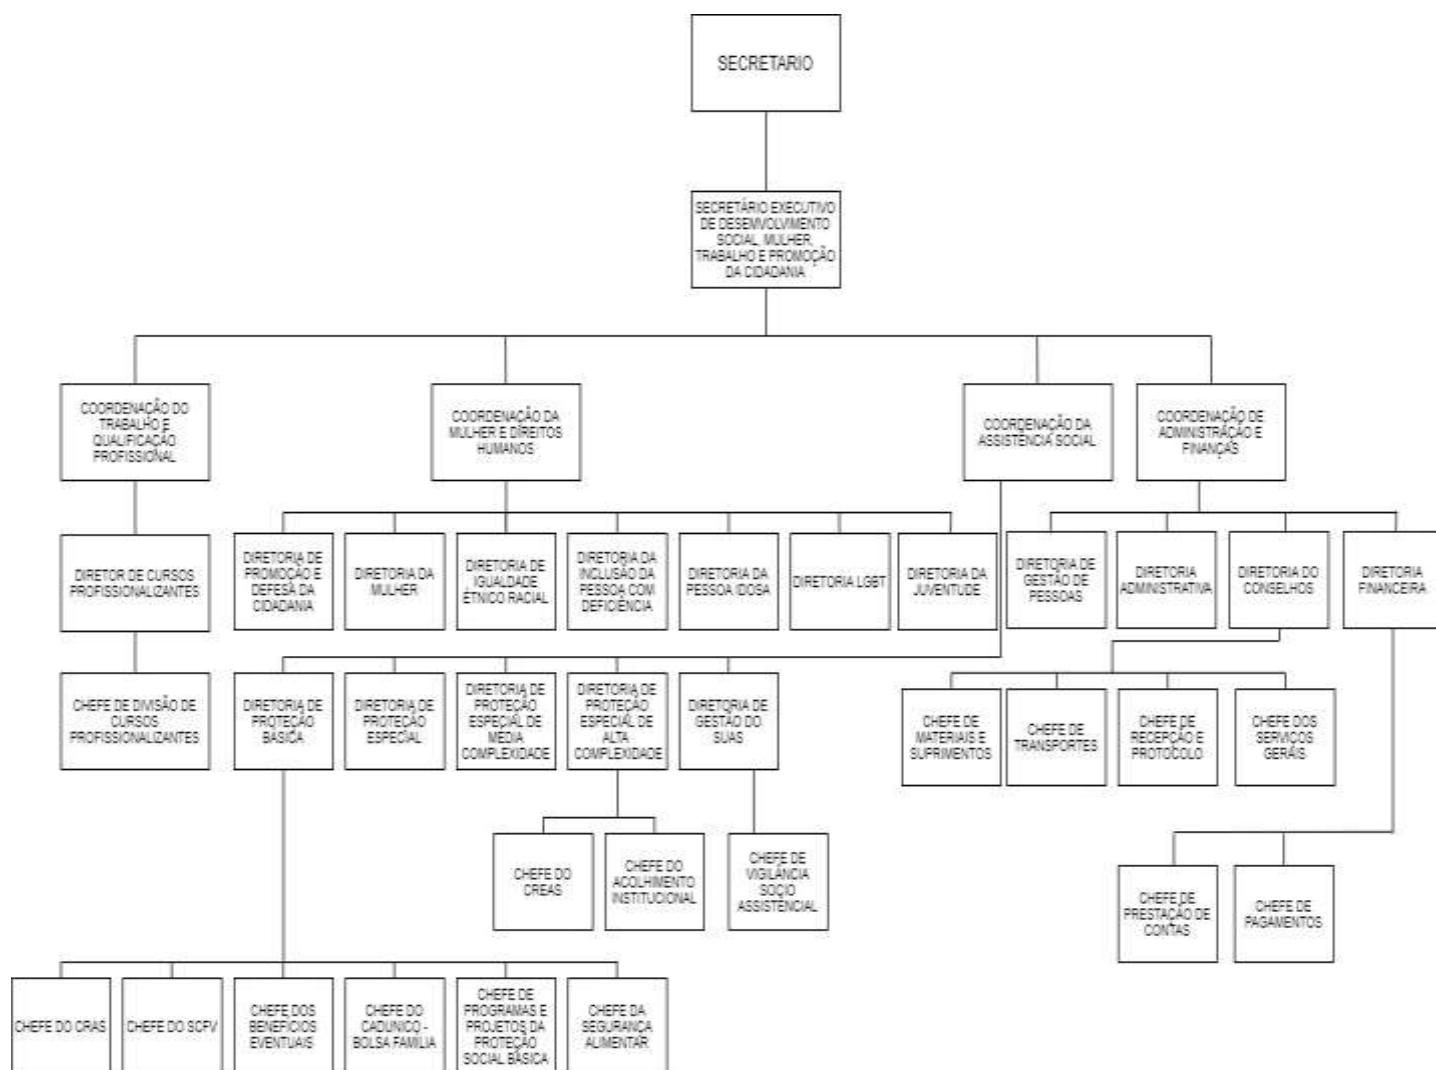 SECRETARIO
SECRETÁRIO EXECUTIVO
DE DESEMVOLVIMENTO
SOCIAL, MULHER,
TRABALHO E PROMOÇÃO
DA CIDADANIA
COORDENAÇÃO DO
TRABALHO E
QUALIFICAÇÃO
PROFISSIONAL
COORDENAÇÃO DA
MULHER E DIREITOS
HUMANOS
COORDENAÇÃO DA
ASSISTÊNCIA SOCIAL
COORDENAÇÃO DE
ADMINISTRAÇÃO E
FINANÇAS
DIRETOR DE CURSOS
PROFISSIONALIZANTES
DIRETORIA DE
PROMOÇÃO E
DEFESA DA
CIDADANIA
DIRETORIA DA
MULHER
DIRETORIA DE
IGUALDADE
ÉTNICO RACIAL
DIRETORIA DA
INCLUSÃO DA
PESSOA COM
DEFICIÊNCIA
DIRETORIA DA
PESSOA IDOSA
DIRETORIA LGBT
DIRETORIA DA
JUVENTUDE
DIRETORIA DE
GESTÃO DE
PESSOAS
DIRETORIA
ADMINISTRATIVA
DIRETORIA DO
CONSELHOS
DIRETORIA
FINANCEIRA
CHEFE DE DIVISÃO DE
CURSOS
PROFISSIONALIZANTES
DIRETORIA DE
PROTEÇÃO
BÁSICA
DIRETORIA DE
PROTEÇÃO
ESPECIAL
DIRETORIA DE
PROTEÇÃO
ESPECIAL DE
MÉDIA
COMPLEXIDADE
DIRETORIA DE
PROTEÇÃO
ESPECIAL DE
ALTA
COMPLEXIDADE
DIRETORIA DE
GESTÃO DO
SUAS
CHEFE DE
MATERIAIS E
SUPRIMENTOS
CHEFE DE
TRANSPORTES
CHEFE DE
RECEPÇÃO E
PROTOCOLO
CHEFE DOS
SERVIÇOS
GERAIS
CHEFE DO
CREAS
CHEFE DO
ACOLHIMENTO
INSTITUCIONAL
CHEFE DE
VIGILÂNCIA
SOCIO
ASSISTENCIAL
CHEFE DE
PRESTAÇÃO DE
CONTAS
CHEFE DE
PAGAMENTOS
CHEFE DO CRAS
CHEFE DO SCFV
CHEFE DOS
BENEFÍCIOS
EVENTUAIS
CHEFE DO
CADUNICO -
BOLSA FAMÍLIA
CHEFE DE
PROGRAMAS E
PROJETOS DA
PROTEÇÃO
SOCIAL BÁSICA
CHEFE DA
SEGURANÇA
ALIMENTAR